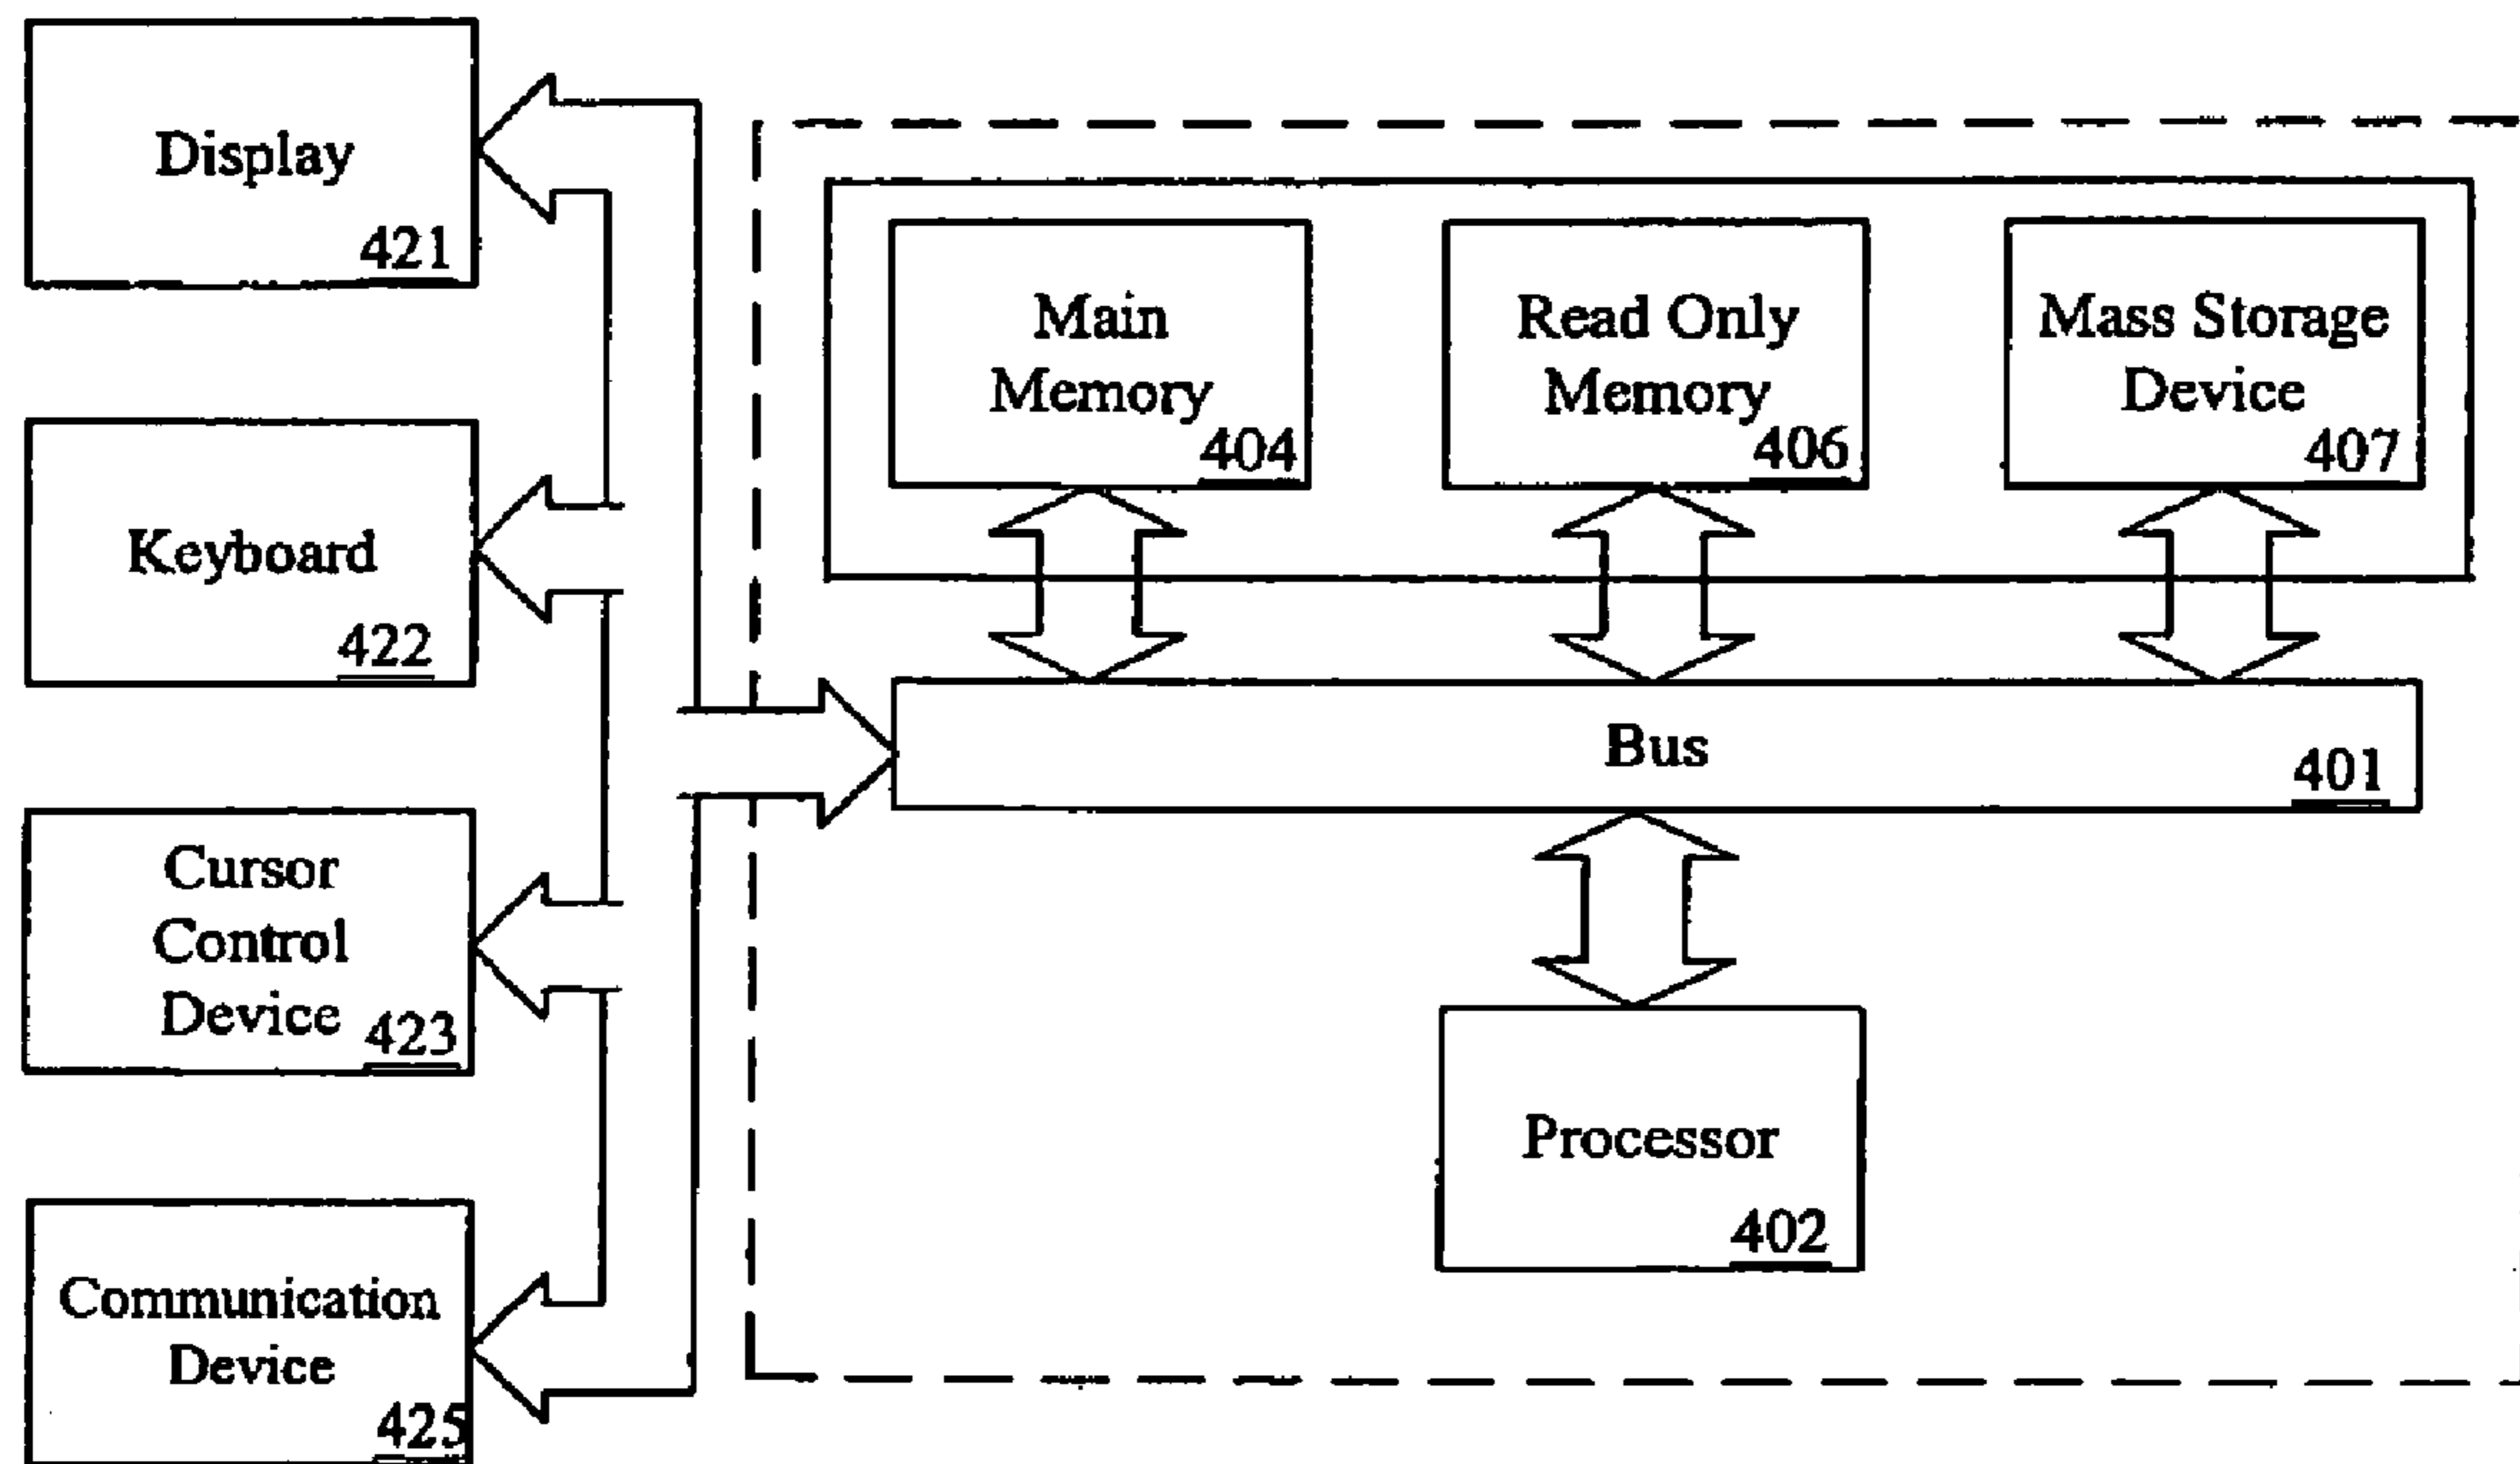 Display
421
Keyboard
422
Cursor
Control
Device
423
Communication
Device
425
Main
Memory
404
Read Only
Memory
406
Mass Storage
Device
407
Bus
401
Processor
402